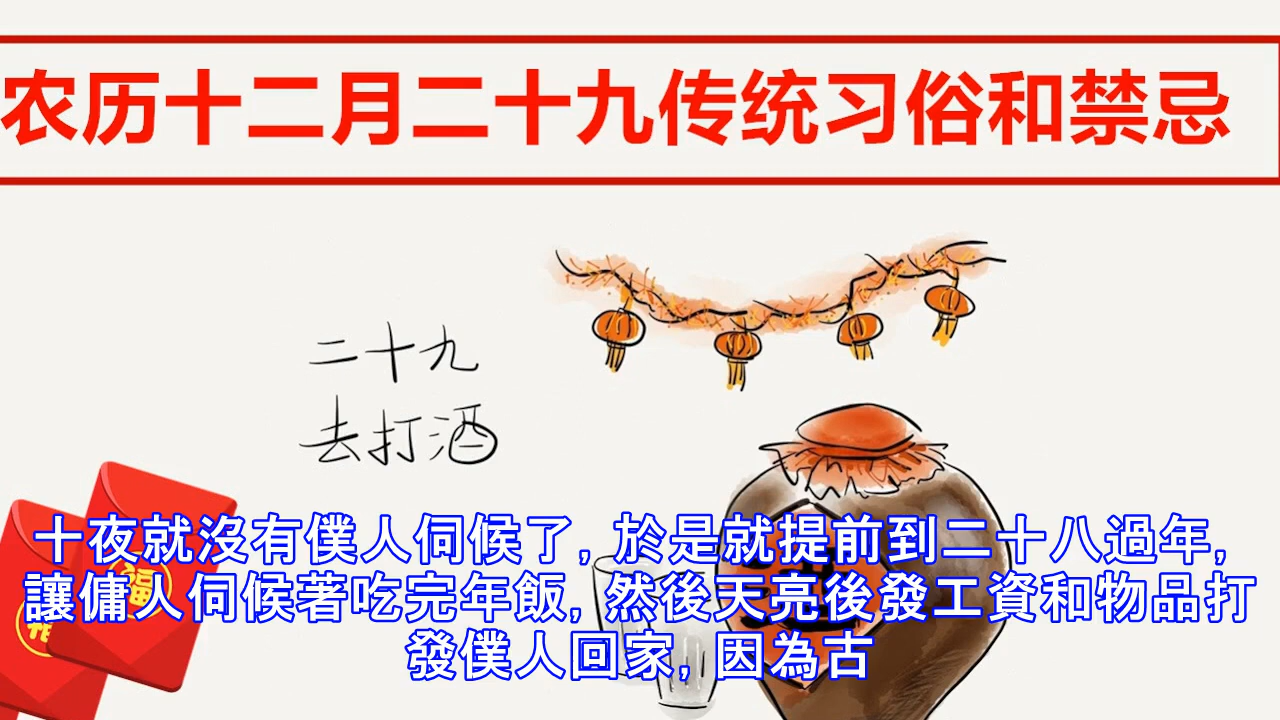 农历十二月二十九传统习俗和禁忌
二十九
去打酒
福
十夜就沒有僕人伺候了, 於是就提前到二十八過年,
讓傭人伺候著吃完年飯, 然後天亮後發工資和物品打
發僕人回家, 因為古